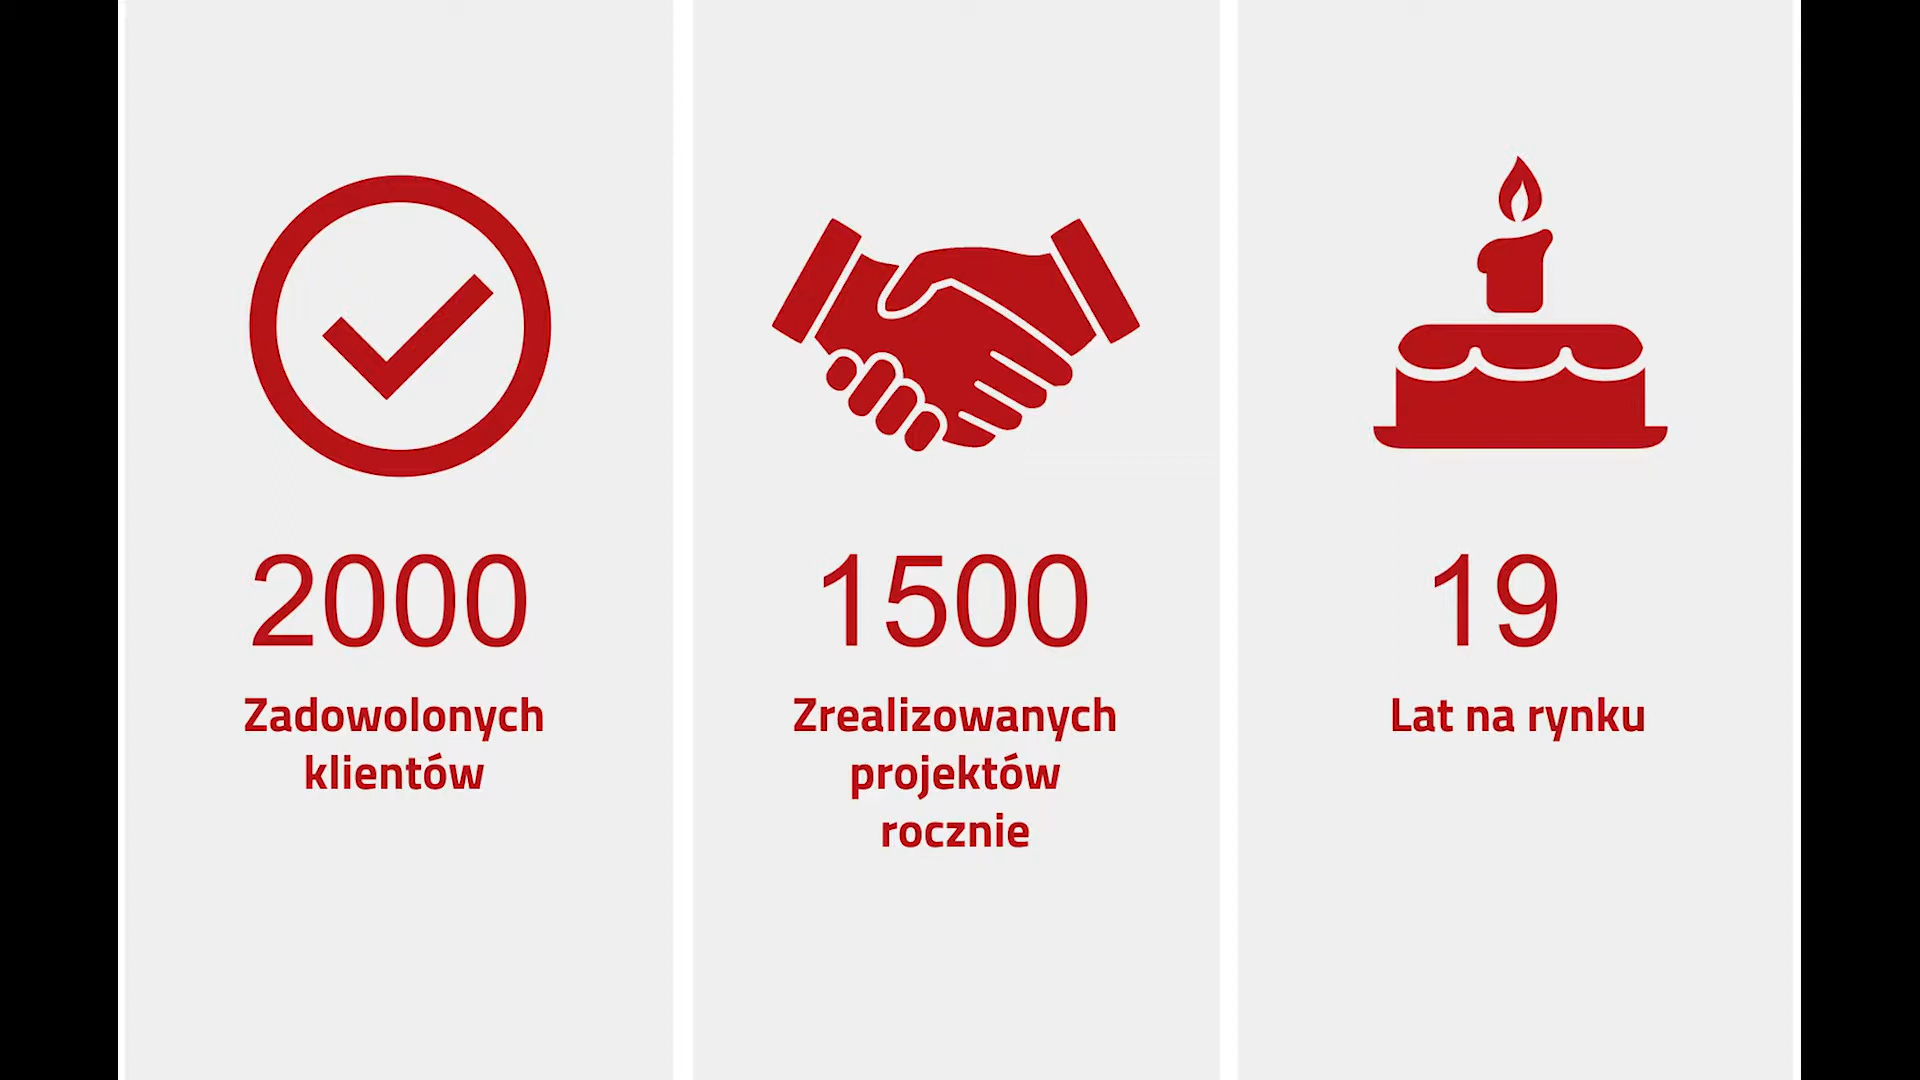 2000
Zadowolonych
klientów
1500
Zrealizowanych
projektów
rocznie
19
Lat na rynku